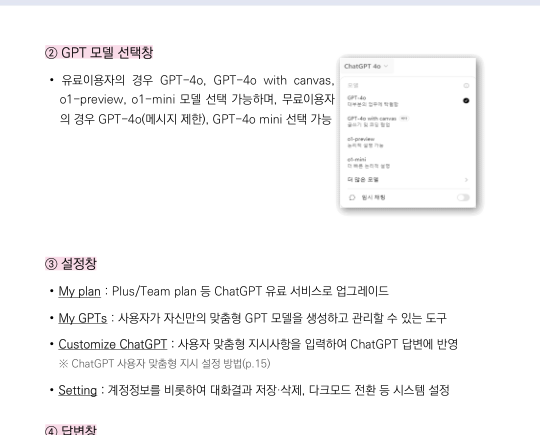 ② GPT 모델 선택창
• 유료이용자의 경우 GPT-4o, GPT-4o with canvas,
o1-preview, o1-mini 모델 선택 가능하며, 무료이용자
의 경우 GPT-4o(메시지 제한), GPT-4o mini 선택 가능
ChatGPT 4o
모델
GPT-4o
대부분의 업무에 탁월함
GPT-4o with canvas
글쓰기 및 코딩 협업
o1-preview
논리적 설명 가능
o1-mini
더 빠른 논리적 설명
더 많은 모델
임시 채팅
③ 설정창
• My plan : Plus/Team plan 등 ChatGPT 유료 서비스로 업그레이드
• My GPTs : 사용자가 자신만의 맞춤형 GPT 모델을 생성하고 관리할 수 있는 도구
• Customize ChatGPT : 사용자 맞춤형 지시사항을 입력하여 ChatGPT 답변에 반영
※ ChatGPT 사용자 맞춤형 지시 설정 방법(p.15)
• Setting : 계정정보를 비롯하여 대화결과 저장·삭제, 다크모드 전환 등 시스템 설정
④ 답변창